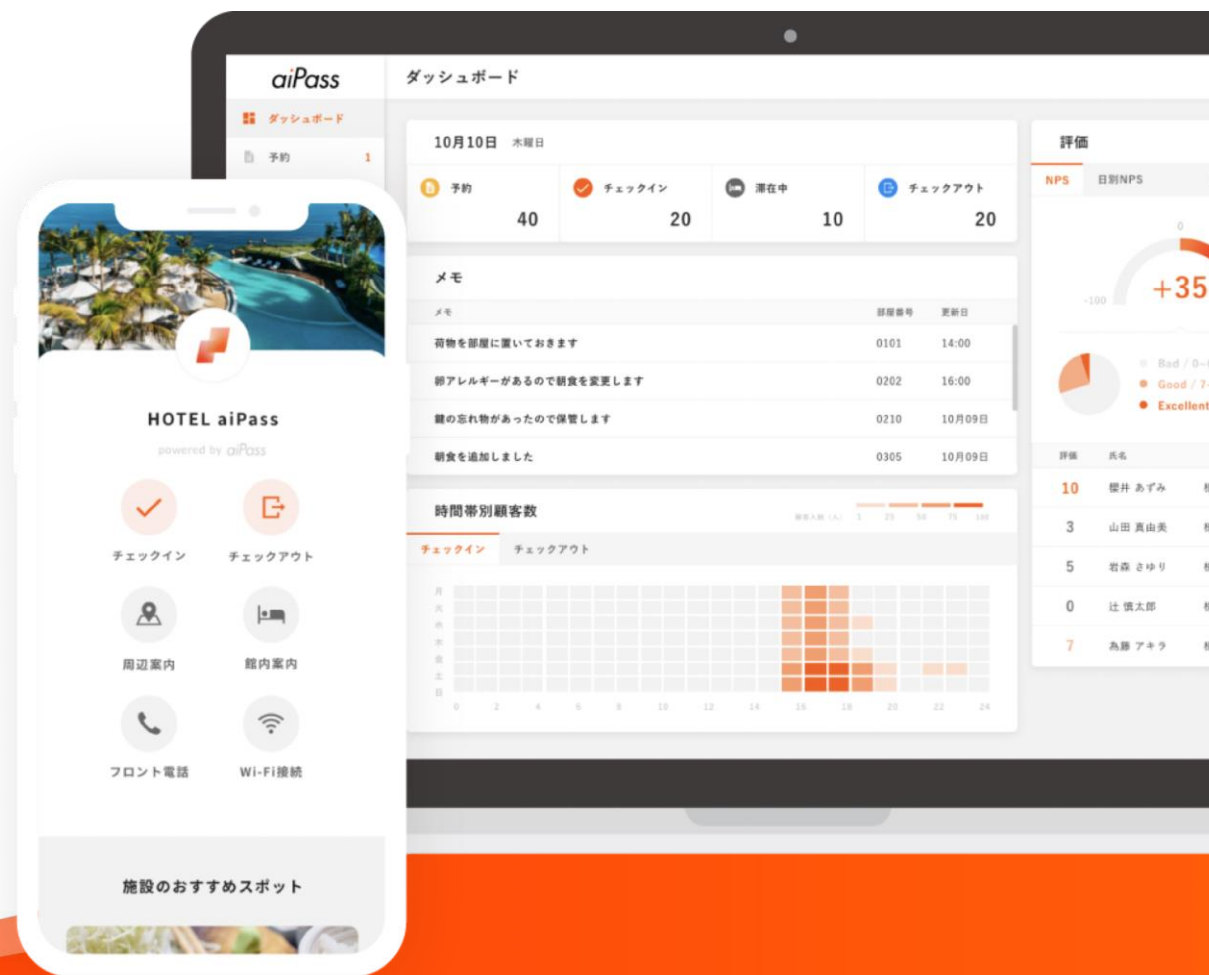 aiPass
ダッシュボード
ダッシュボード
予約 1
10月10日 木曜日
予約 40
チェックイン 20
滞在中 10
チェックアウト 20
メモ
メモ 部屋番号 更新日
荷物を部屋に置いておきます 0101 14:00
卵アレルギーがあるので朝食を変更します 0202 16:00
鍵の忘れ物があったので保管します 0210 10月09日
朝食を追加しました 0305 10月09日
時間帯別顧客数
1 25 50 75 100
チェックイン チェックアウト
月
火
水
木
金
土
日
0 2 4 6 8 10 12 14 16 18 20 22 24
評価
NPS 日別NPS
0
-100
+35
Bad / 0~
Good / 7-
Excellent
評価 氏名
10 櫻井 あずみ
3 山田 真由美
5 岩森 さゆり
0 辻 慎太郎
7 為藤 アキラ
HOTEL aiPass
powered by aiPass
チェックイン チェックアウト
周辺案内 館内案内
フロント電話 Wi-Fi接続
施設のおすすめスポット